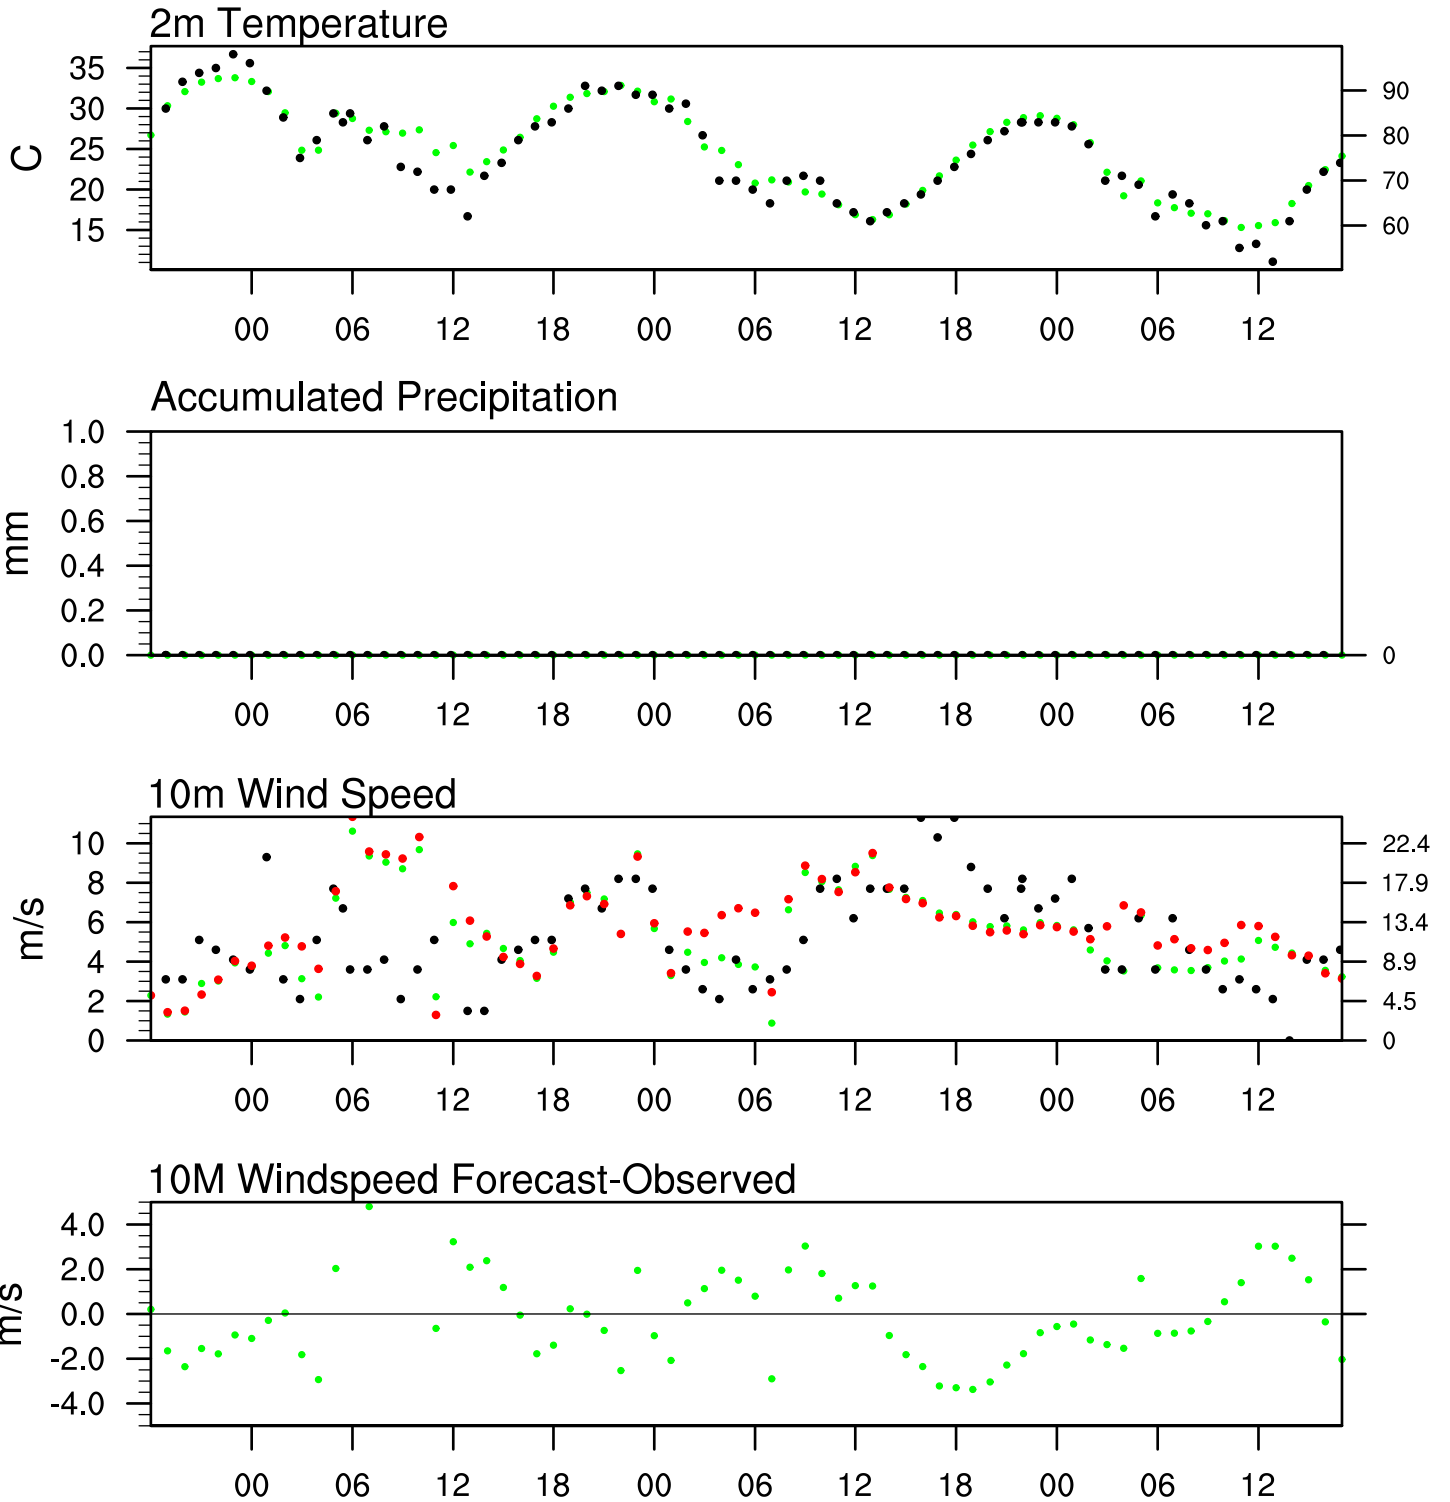 2m Temperature
35
30
25
20
15
C
90
80
70
60
00 06 12 18 00 06 12 18 00 06 12
Accumulated Precipitation
1.0
0.8
0.6
0.4
0.2
0.0
mm
0
00 06 12 18 00 06 12 18 00 06 12
10m Wind Speed
10
8
6
4
2
0
m/s
22.4
17.9
13.4
8.9
4.5
0
00 06 12 18 00 06 12 18 00 06 12
10M Windspeed Forecast-Observed
4.0
2.0
0.0
-2.0
-4.0
m/s
00 06 12 18 00 06 12 18 00 06 12